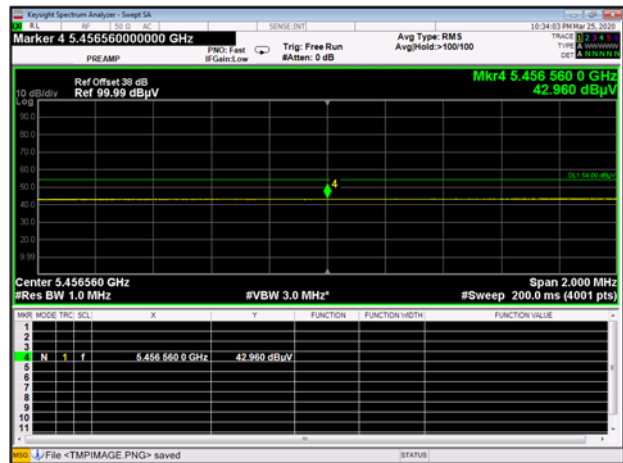 Keysight Spectrum Analyzer - Swept SA
RL RF 50 Ω AC SENSE:INT 10:34:03 PM Mar 25, 2020
Marker 4 5.456560000000 GHz
PREAMP
PNO: Fast
IFGain:Low
Trig: Free Run
#Atten: 0 dB
Avg Type: RMS
Avg|Hold:>100/100
TRACE 1 2 3 4 5 6
TYPE A WWWWW
DET A N N N N N
Ref Offset 38 dB
10 dB/div Ref 99.99 dBµV
Log
Mkr4 5.456 560 0 GHz
42.960 dBµV
90.0
80.0
70.0
60.0
DL1 54.00 dBµV
50.0
4
40.0
30.0
20.0
9.99
Center 5.456560 GHz Span 2.000 MHz
#Res BW 1.0 MHz #VBW 3.0 MHz* #Sweep 200.0 ms (4001 pts)
MKR MODE TRC SCL X Y FUNCTION FUNCTION WIDTH FUNCTION VALUE
1
2
3
4 N 1 f 5.456 560 0 GHz 42.960 dBµV
5
6
7
8
9
10
11
MSG File <TMPIMAGE.PNG> saved STATUS